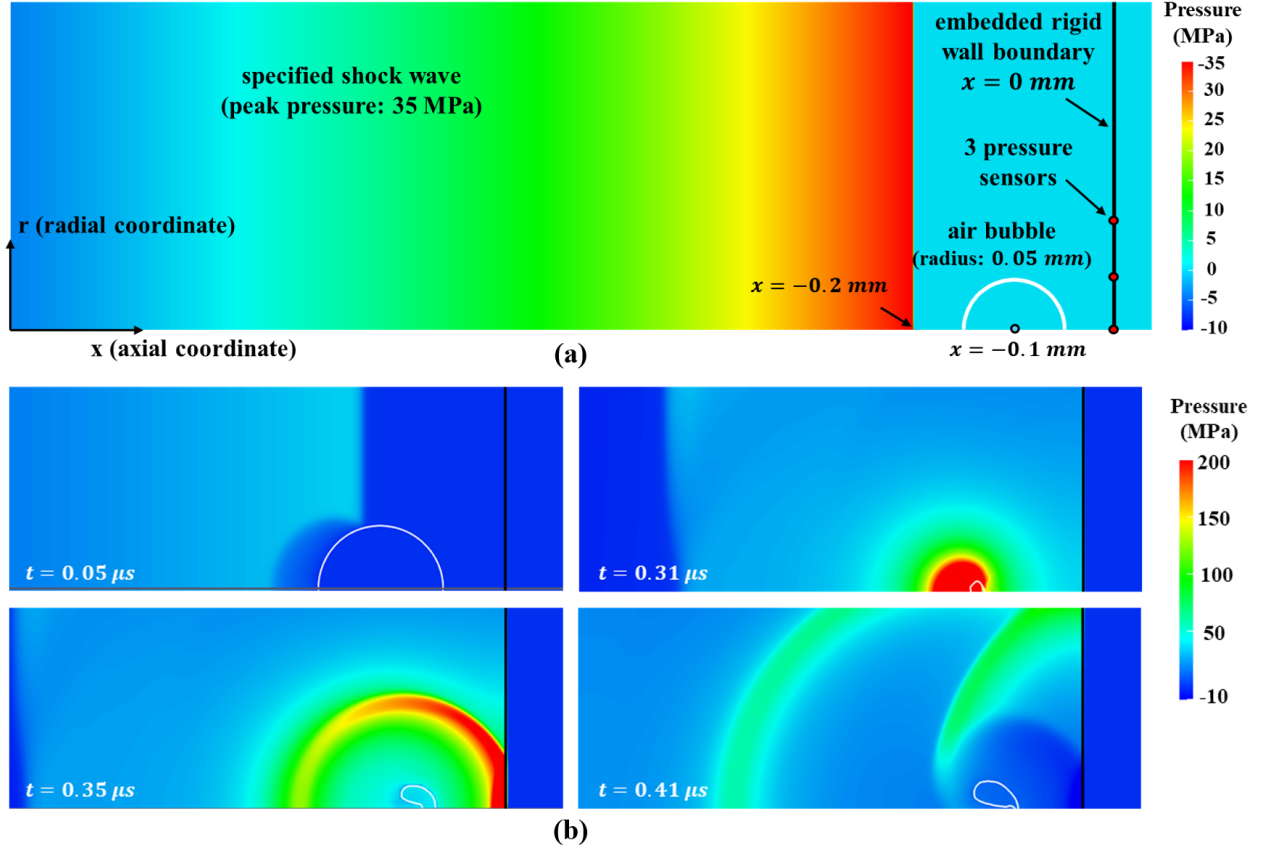 specified shock wave
(peak pressure: 35 MPa)
r (radial coordinate)
x (axial coordinate)
x = −0.2 mm
embedded rigid
wall boundary
x = 0 mm
3 pressure
sensors
air bubble
(radius: 0.05 mm)
x = −0.1 mm
Pressure
(MPa)
-35
30
25
20
15
10
5
0
-5
-10
(a)
t = 0.05 μs
t = 0.31 μs
t = 0.35 μs
t = 0.41 μs
Pressure
(MPa)
200
150
100
50
-10
(b)